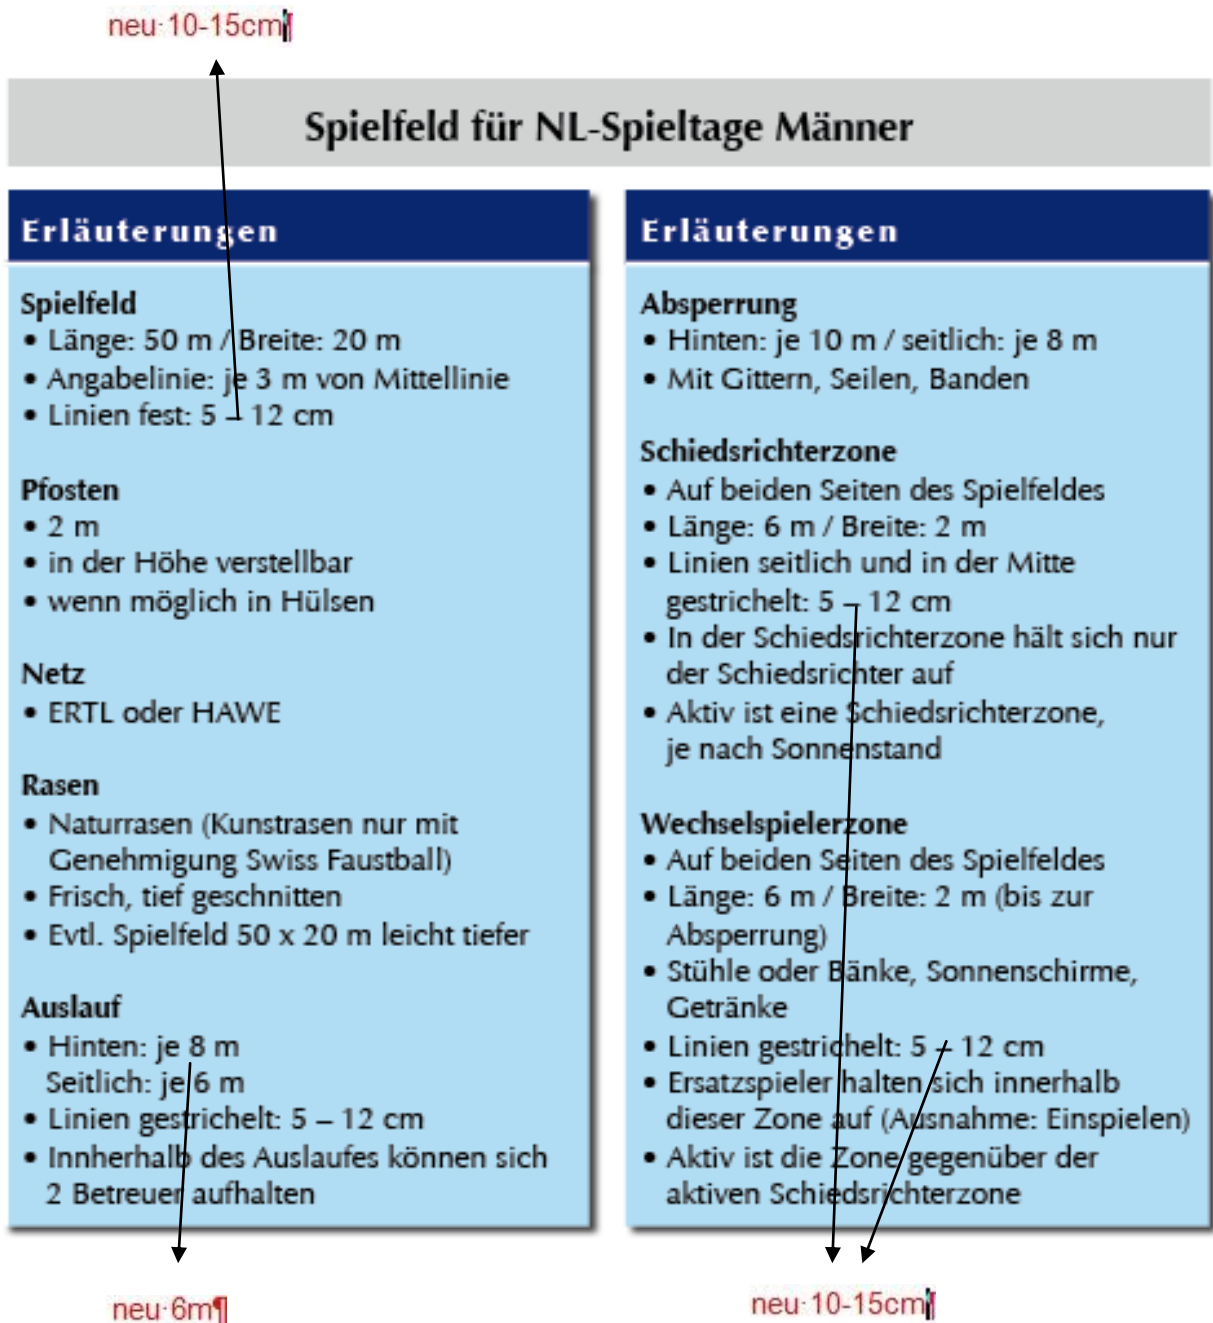 neu·10-15cm¶
Spielfeld für NL-Spieltage Männer
Erläuterungen
Spielfeld
• Länge: 50 m / Breite: 20 m
• Angabelinie: je 3 m von Mittellinie
• Linien fest: 5 – 12 cm
Pfosten
• 2 m
• in der Höhe verstellbar
• wenn möglich in Hülsen
Netz
• ERTL oder HAWE
Rasen
• Naturrasen (Kunstrasen nur mit
Genehmigung Swiss Faustball)
• Frisch, tief geschnitten
• Evtl. Spielfeld 50 x 20 m leicht tiefer
Auslauf
• Hinten: je 8 m
Seitlich: je 6 m
• Linien gestrichelt: 5 – 12 cm
• Innherhalb des Auslaufes können sich
2 Betreuer aufhalten
Erläuterungen
Absperrung
• Hinten: je 10 m / seitlich: je 8 m
• Mit Gittern, Seilen, Banden
Schiedsrichterzone
• Auf beiden Seiten des Spielfeldes
• Länge: 6 m / Breite: 2 m
• Linien seitlich und in der Mitte
gestrichelt: 5 – 12 cm
• In der Schiedsrichterzone hält sich nur
der Schiedsrichter auf
• Aktiv ist eine Schiedsrichterzone,
je nach Sonnenstand
Wechselspielerzone
• Auf beiden Seiten des Spielfeldes
• Länge: 6 m / Breite: 2 m (bis zur
Absperrung)
• Stühle oder Bänke, Sonnenschirme,
Getränke
• Linien gestrichelt: 5 – 12 cm
• Ersatzspieler halten sich innerhalb
dieser Zone auf (Ausnahme: Einspielen)
• Aktiv ist die Zone gegenüber der
aktiven Schiedsrichterzone
neu·6m¶
neu·10-15cm¶